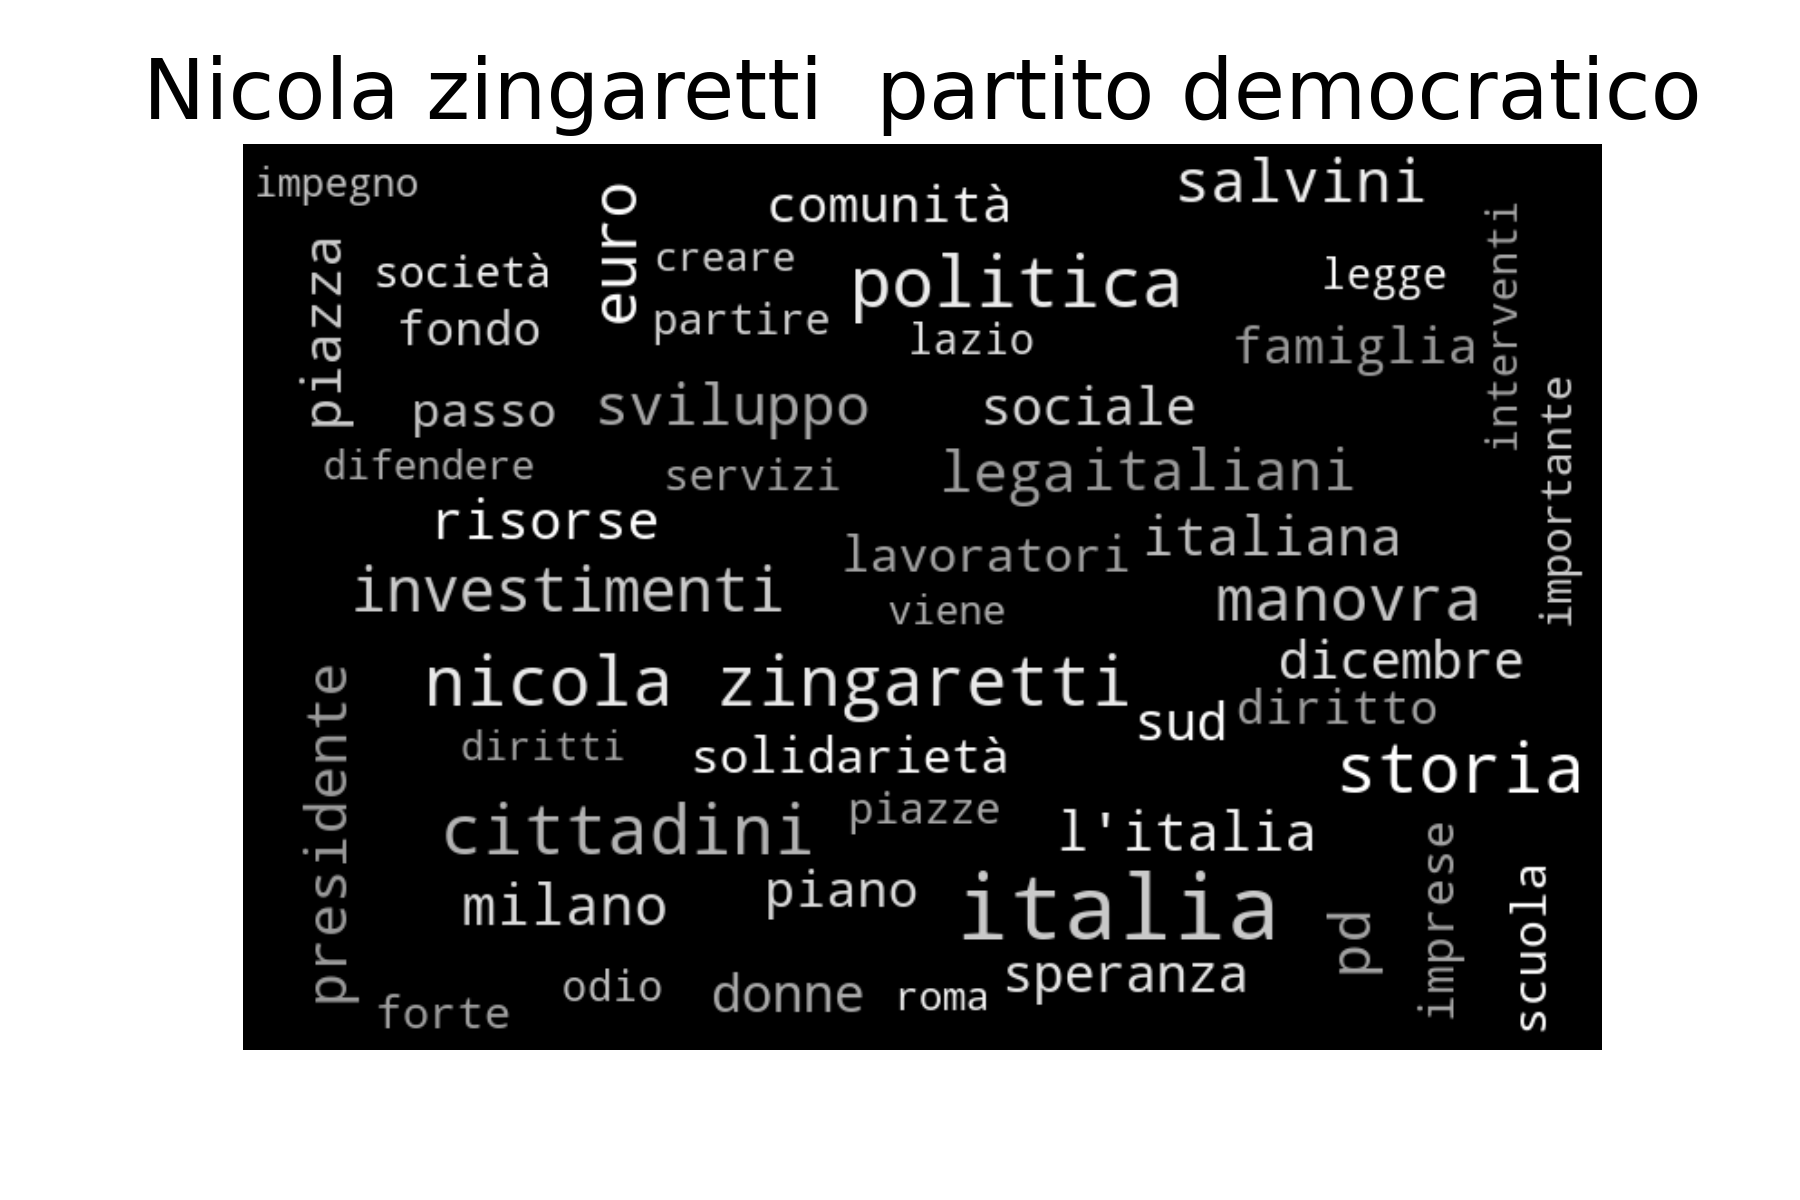 Nicola zingaretti  partito democratico
impegno
salvini
euro
comunità
interventi
piazza
società
creare
politica
legge
fondo
partire
lazio
famiglia
importante
passo
sviluppo
sociale
difendere
servizi
lega
italiani
risorse
lavoratori
italiana
investimenti
viene
manovra
dicembre
presidente
nicola zingaretti
sud
diritto
diritti
solidarietà
storia
cittadini
piazze
l'italia
imprese
milano
piano
italia
pd
scuola
speranza
odio
donne
roma
forte